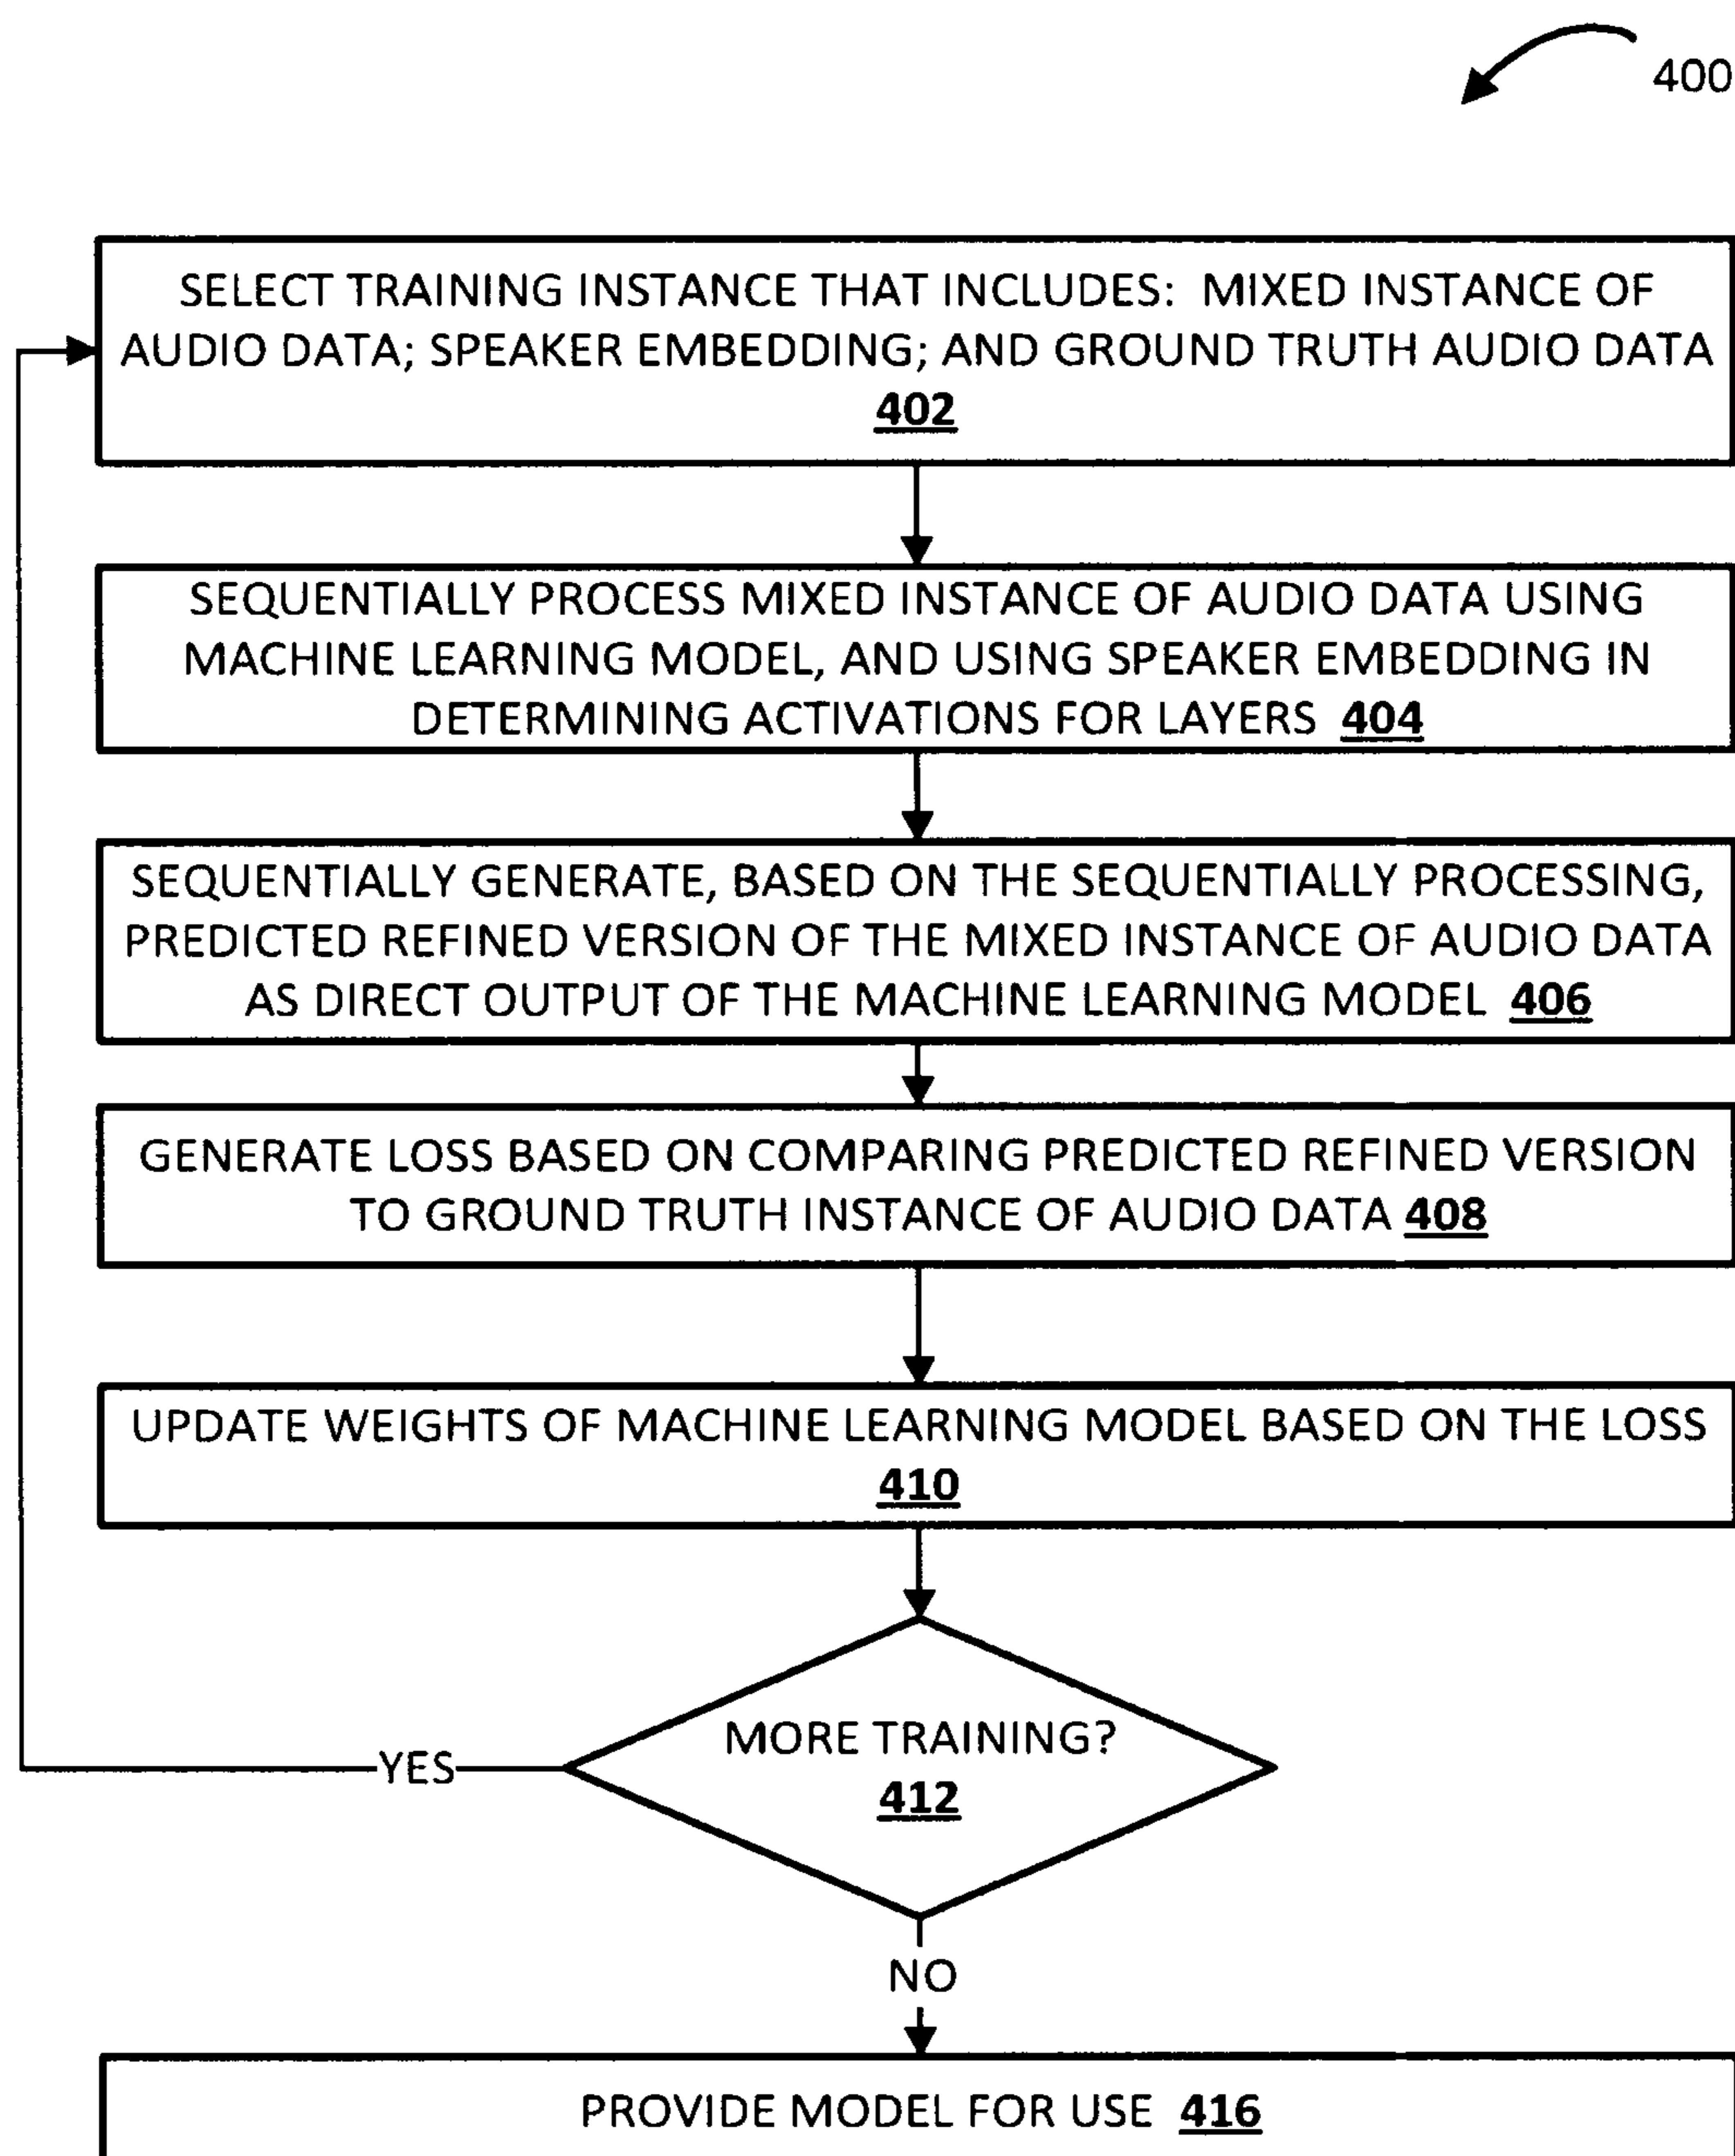 400
SELECT TRAINING INSTANCE THAT INCLUDES: MIXED INSTANCE OF
AUDIO DATA; SPEAKER EMBEDDING; AND GROUND TRUTH AUDIO DATA
402
SEQUENTIALLY PROCESS MIXED INSTANCE OF AUDIO DATA USING
MACHINE LEARNING MODEL, AND USING SPEAKER EMBEDDING IN
DETERMINING ACTIVATIONS FOR LAYERS 404
SEQUENTIALLY GENERATE, BASED ON THE SEQUENTIALLY PROCESSING,
PREDICTED REFINED VERSION OF THE MIXED INSTANCE OF AUDIO DATA
AS DIRECT OUTPUT OF THE MACHINE LEARNING MODEL 406
GENERATE LOSS BASED ON COMPARING PREDICTED REFINED VERSION
TO GROUND TRUTH INSTANCE OF AUDIO DATA 408
UPDATE WEIGHTS OF MACHINE LEARNING MODEL BASED ON THE LOSS
410
MORE TRAINING?
412
YES
NO
PROVIDE MODEL FOR USE 416